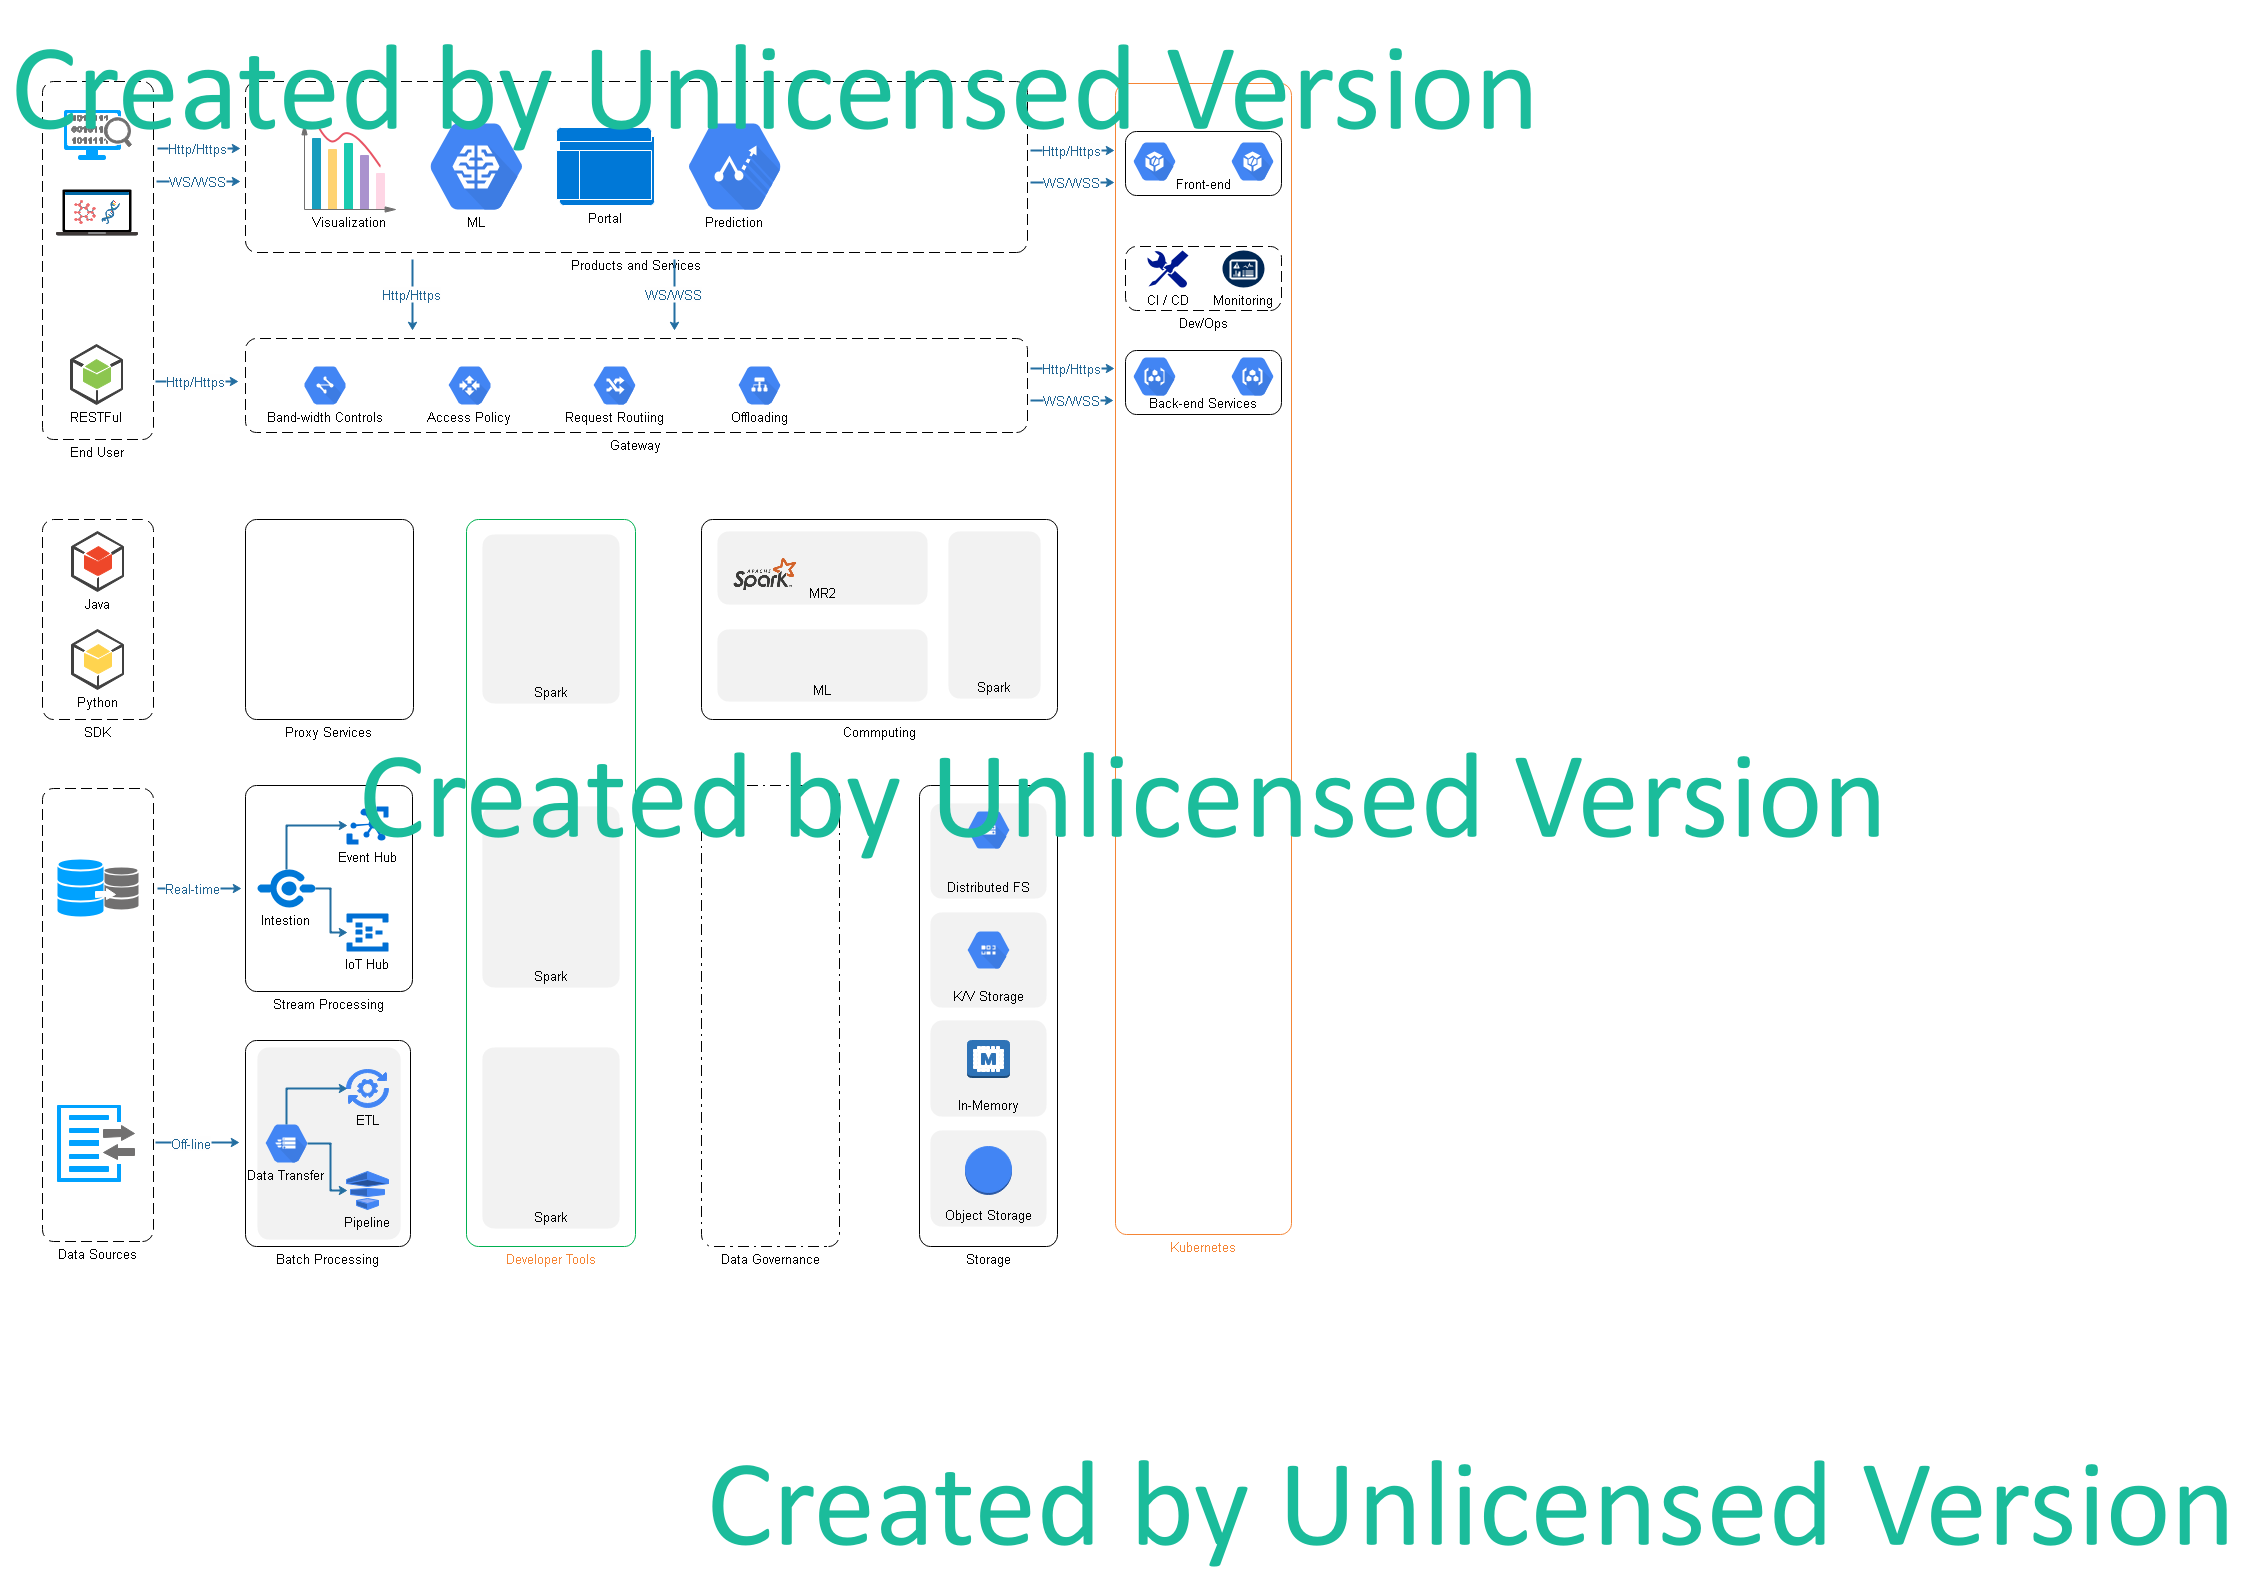 Created by Unlicensed Version
Http/Https
WS/WSS
Visualization
ML
Portal
Prediction
Products and Services
Http/Https
WS/WSS
Front-end
CI / CD
Monitoring
Dev/Ops
Http/Https
WS/WSS
RESTFul
End User
Http/Https
Band-width Controls
Access Policy
Request Routiing
Offloading
Gateway
Http/Https
WS/WSS
Back-end Services
Java
Python
SDK
Proxy Services
Spark
APACHE
Spark
MR2
ML
Spark
Commputing
Created by Unlicensed Version
Real-time
Event Hub
Intestion
IoT Hub
Stream Processing
Spark
Distributed FS
K/V Storage
M
In-Memory
Object Storage
Storage
Off-line
ETL
Data Transfer
Pipeline
Data Sources
Batch Processing
Spark
Developer Tools
Data Governance
Kubernetes
Created by Unlicensed Version